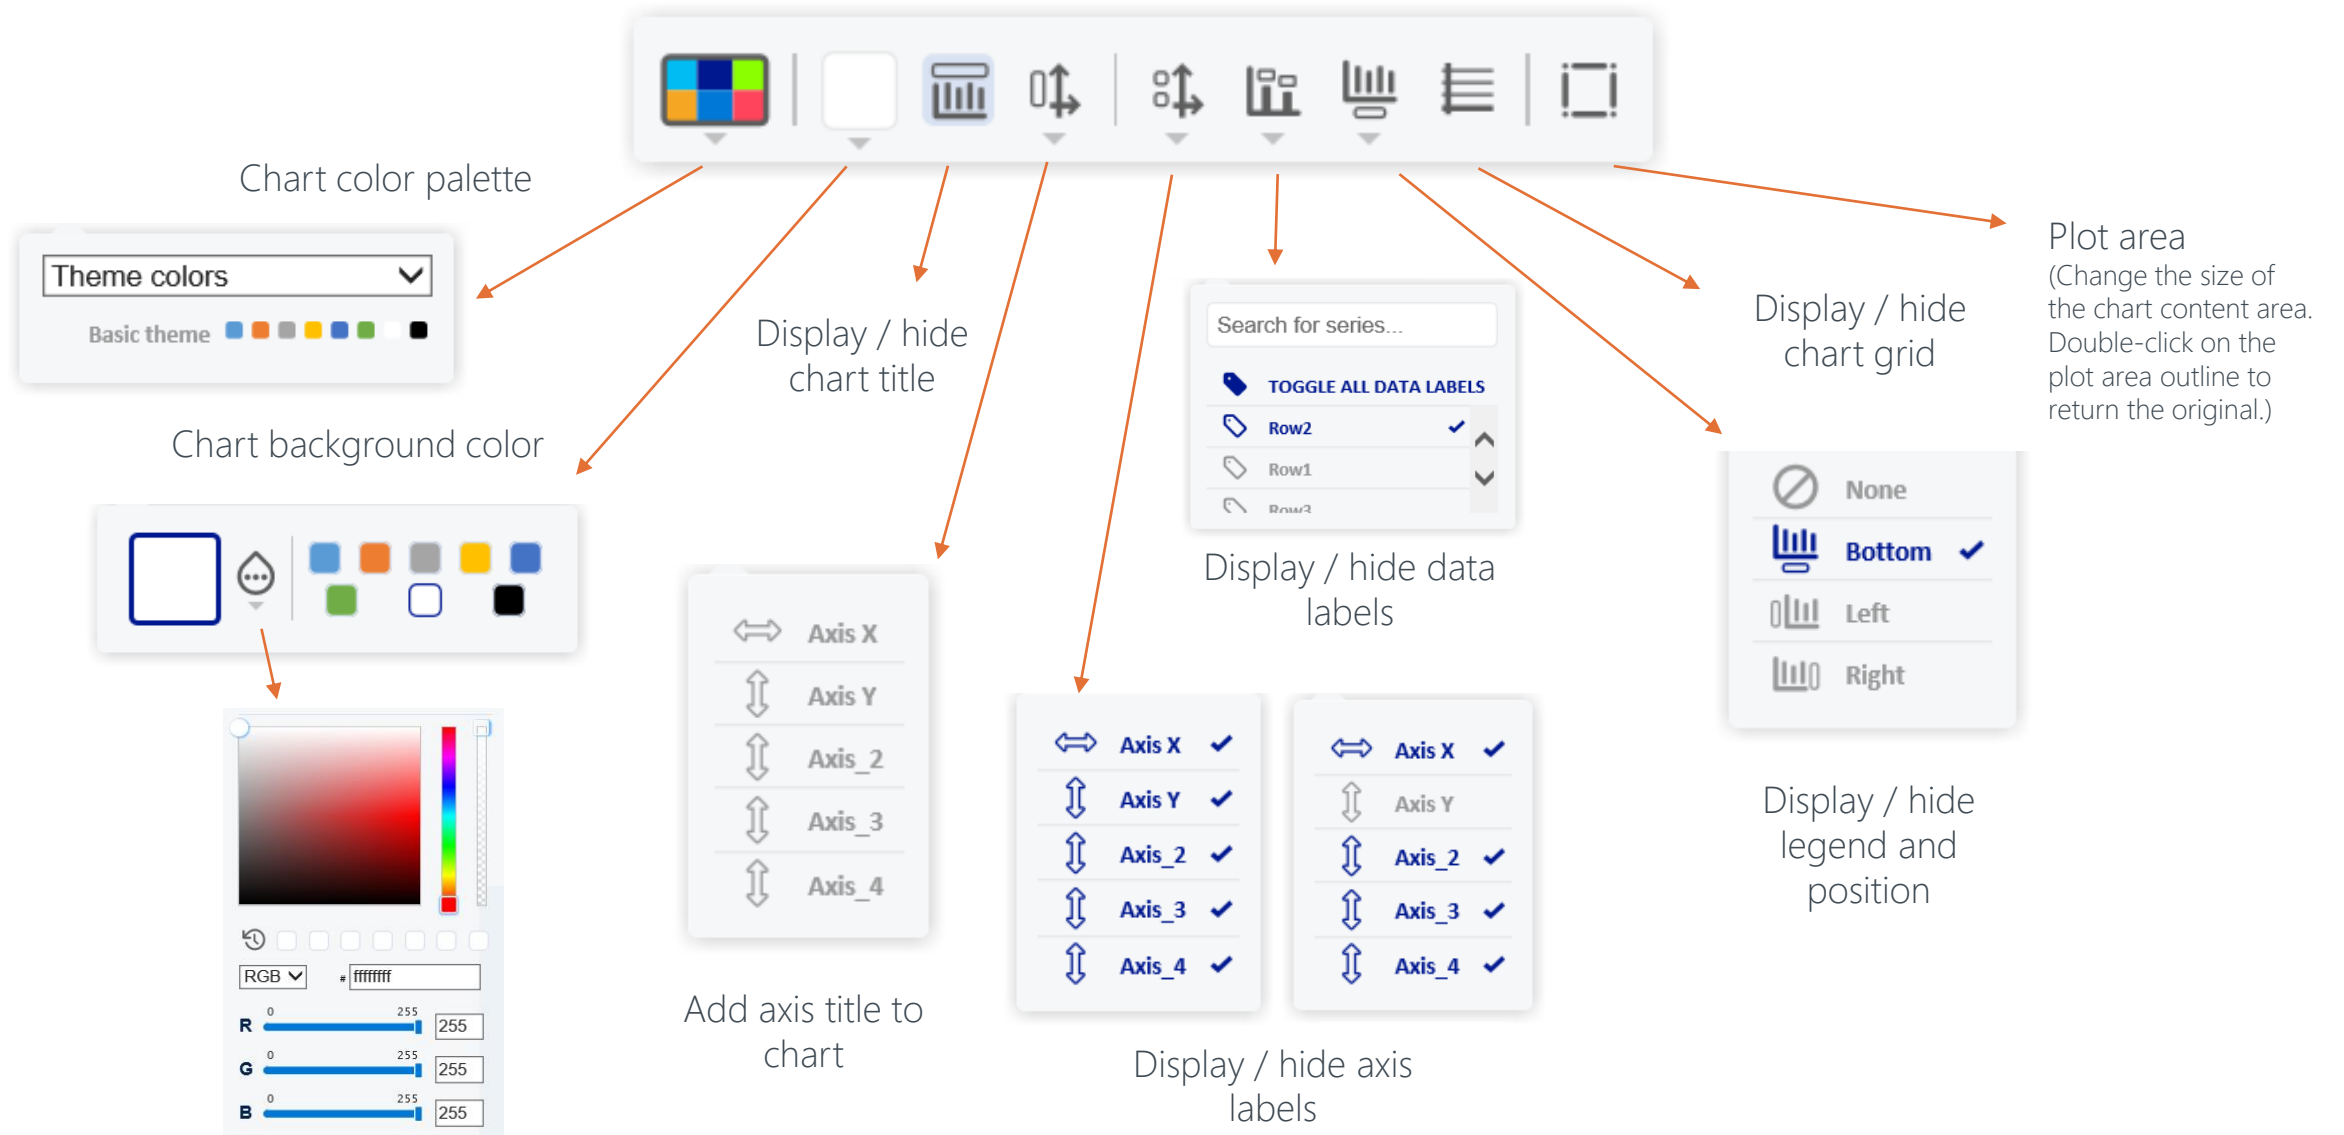 Chart color palette
Theme colors
Basic theme
Chart background color
RGB
# ffffffff
0 255
R 255
0 255
G 255
0 255
B 255
Display / hide
chart title
Axis X
Axis Y
Axis_2
Axis_3
Axis_4
Add axis title to
chart
Search for series...
TOGGLE ALL DATA LABELS
Row2
Row1
Row3
Display / hide data
labels
Axis X
Axis Y
Axis_2
Axis_3
Axis_4
Axis X
Axis Y
Axis_2
Axis_3
Axis_4
Display / hide axis
labels
Display / hide
chart grid
None
Bottom
Left
Right
Display / hide
legend and
position
Plot area
(Change the size of
the chart content area.
Double-click on the
plot area outline to
return the original.)